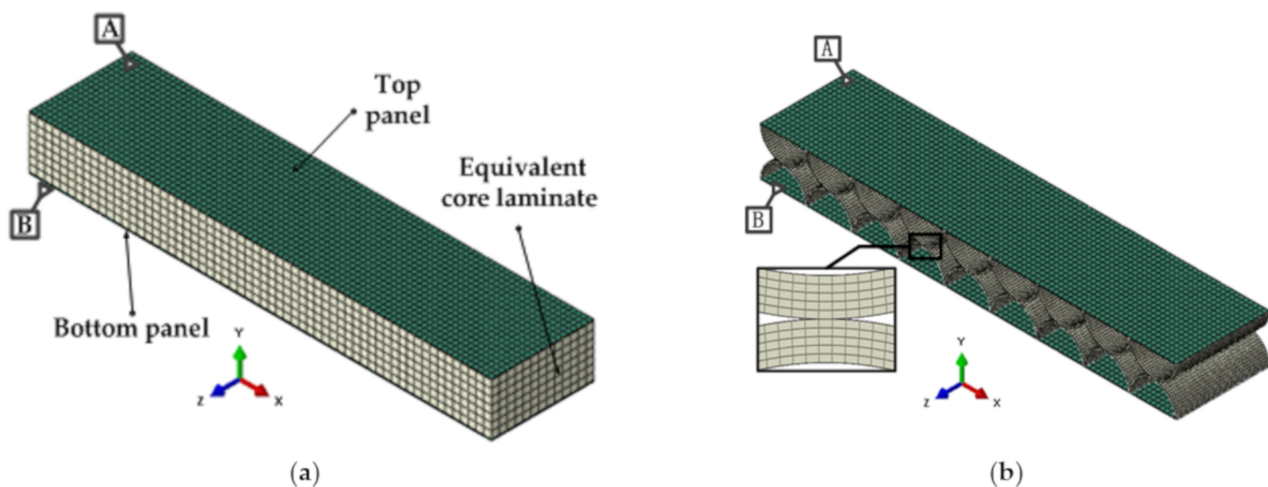 A
Top
panel
Equivalent
core laminate
B
Bottom panel
Y
Z
X
(a)
A
B
Y
Z
X
(b)